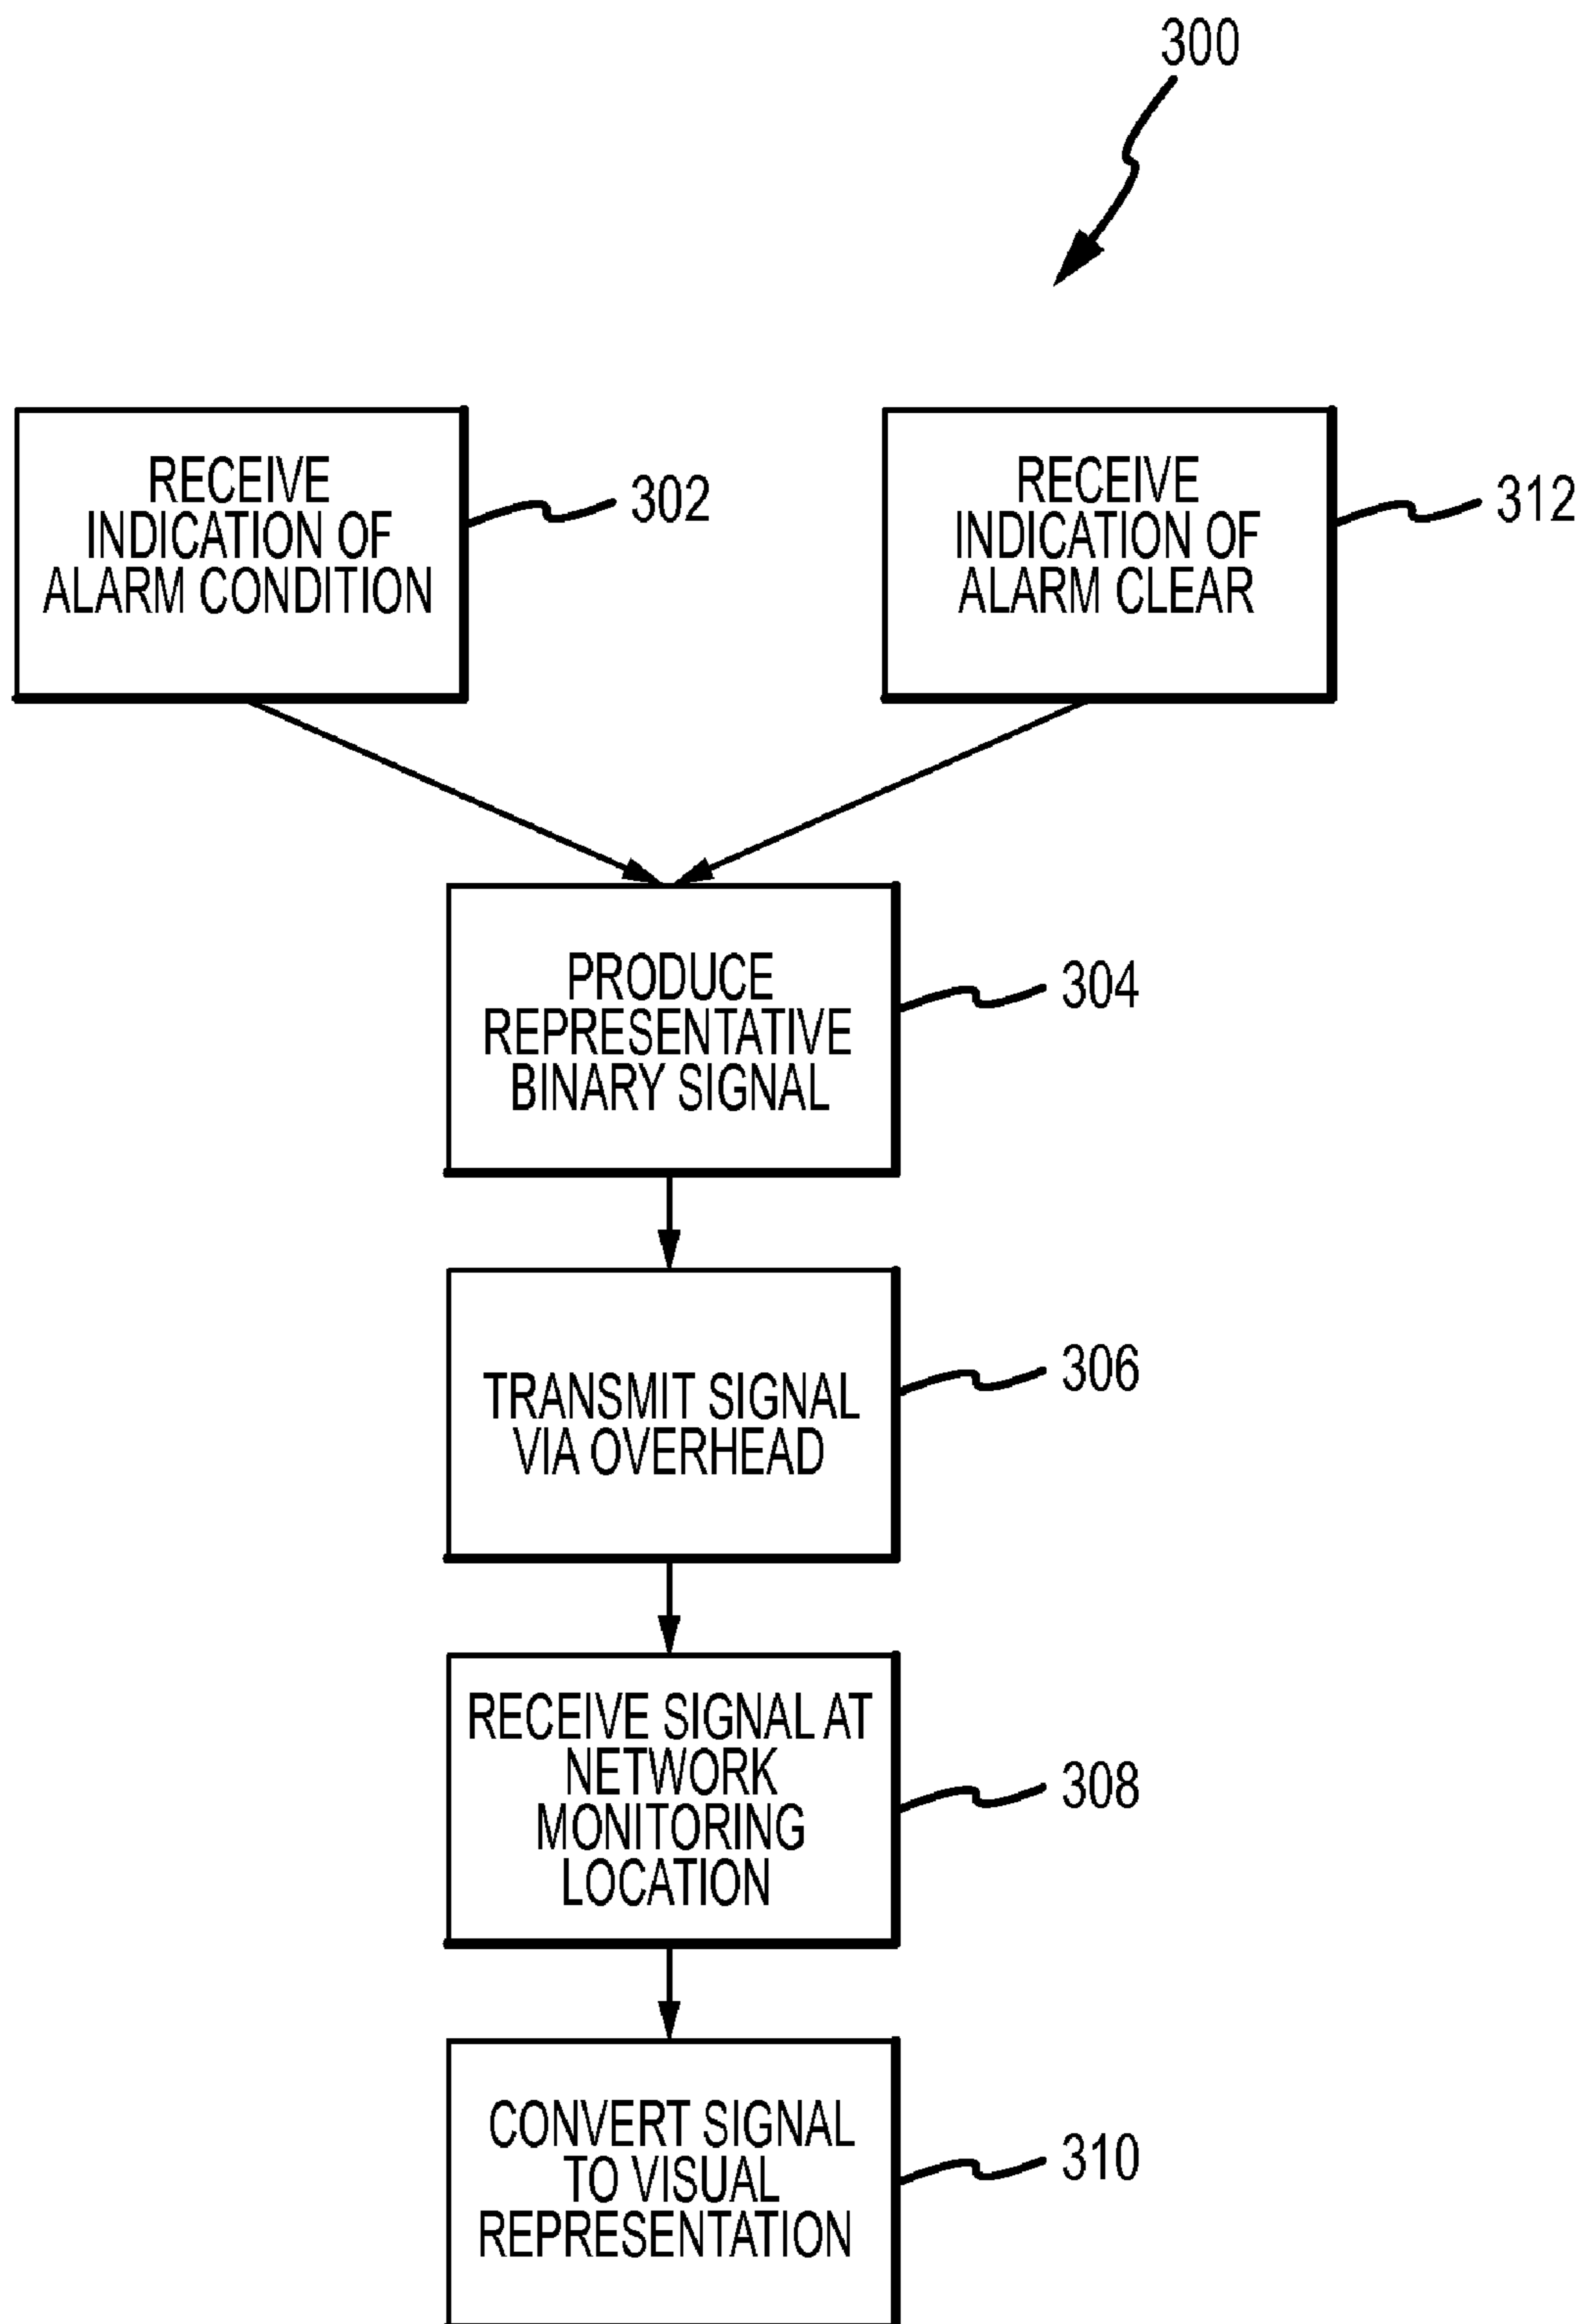 300
RECEIVE
INDICATION OF
ALARM CONDITION
302
RECEIVE
INDICATION OF
ALARM CLEAR
312
PRODUCE
REPRESENTATIVE
BINARY SIGNAL
304
TRANSMIT SIGNAL
VIA OVERHEAD
306
RECEIVE SIGNAL AT
NETWORK
MONITORING
LOCATION
308
CONVERT SIGNAL
TO VISUAL
REPRESENTATION
310